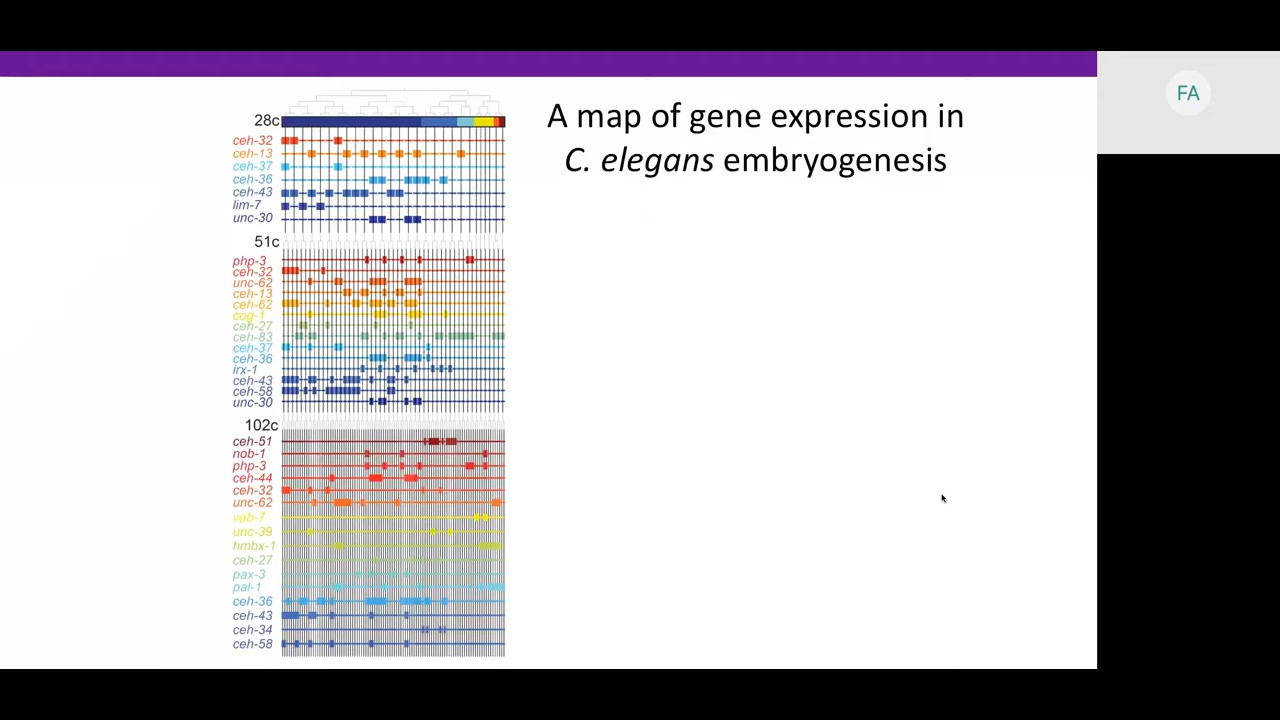 A map of gene expression in
C. elegans embryogenesis
FA
28c
ceh-32
ceh-13
ceh-37
ceh-36
ceh-43
lim-7
unc-30
51c
php-3
ceh-32
unc-62
ceh-13
ceh-62
cog-1
ceh-27
ceh-83
ceh-37
ceh-36
irx-1
ceh-43
ceh-58
unc-30
102c
ceh-51
nob-1
php-3
ceh-44
ceh-32
unc-62
vab-7
unc-39
hmbx-1
ceh-27
pax-3
pal-1
ceh-36
ceh-43
ceh-34
ceh-58